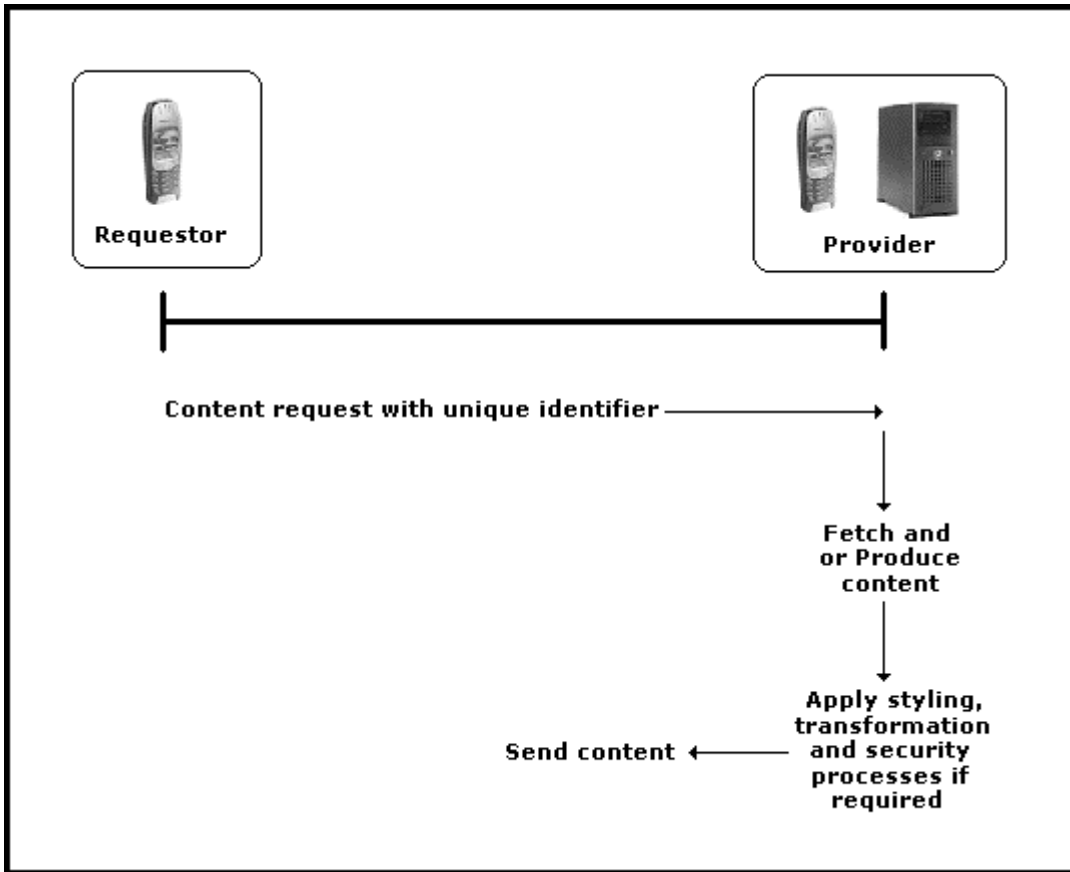 Requestor
Provider
Content request with unique identifier
Fetch and
or Produce
content
Apply styling,
transformation
and security
processes if
required
Send content